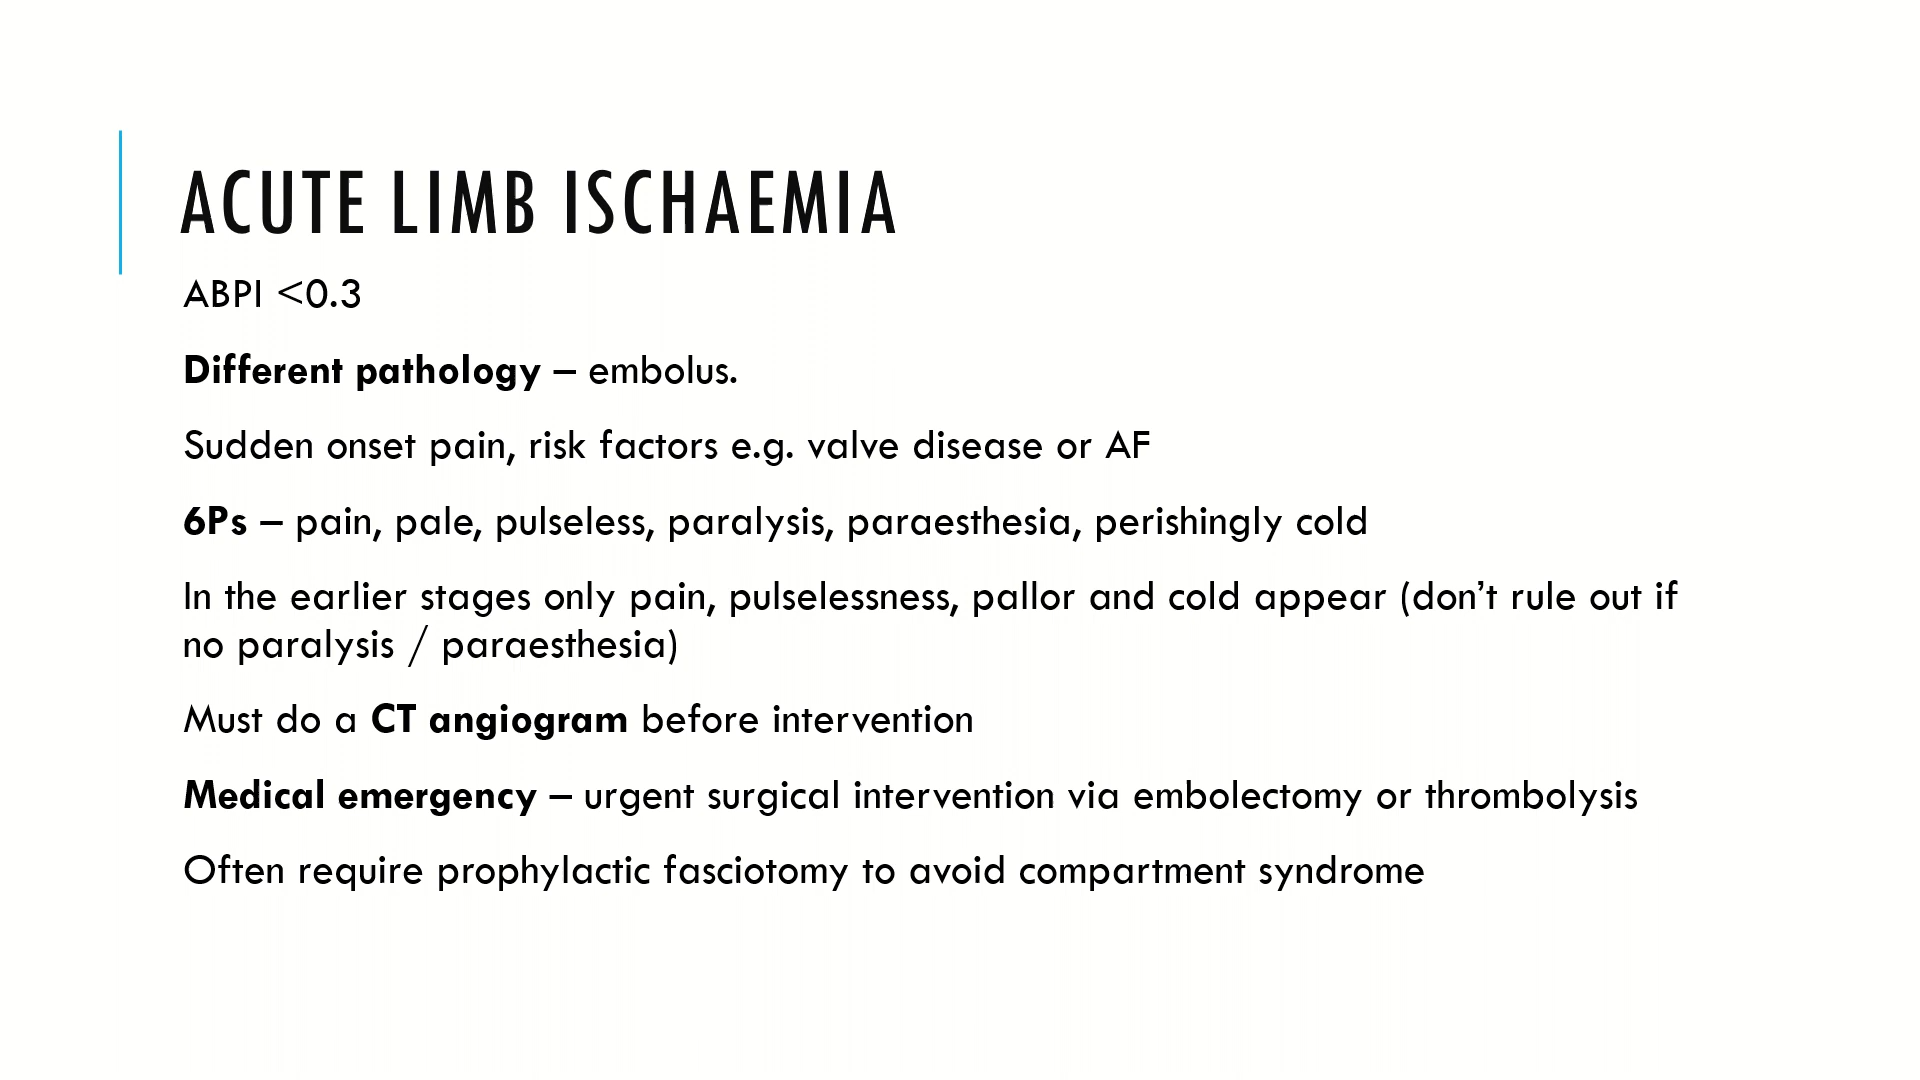 ACUTE LIMB ISCHAEMIA
ABPI <0.3
Different pathology – embolus.
Sudden onset pain, risk factors e.g. valve disease or AF
6Ps – pain, pale, pulseless, paralysis, paraesthesia, perishingly cold
In the earlier stages only pain, pulselessness, pallor and cold appear (don’t rule out if
no paralysis / paraesthesia)
Must do a CT angiogram before intervention
Medical emergency – urgent surgical intervention via embolectomy or thrombolysis
Often require prophylactic fasciotomy to avoid compartment syndrome